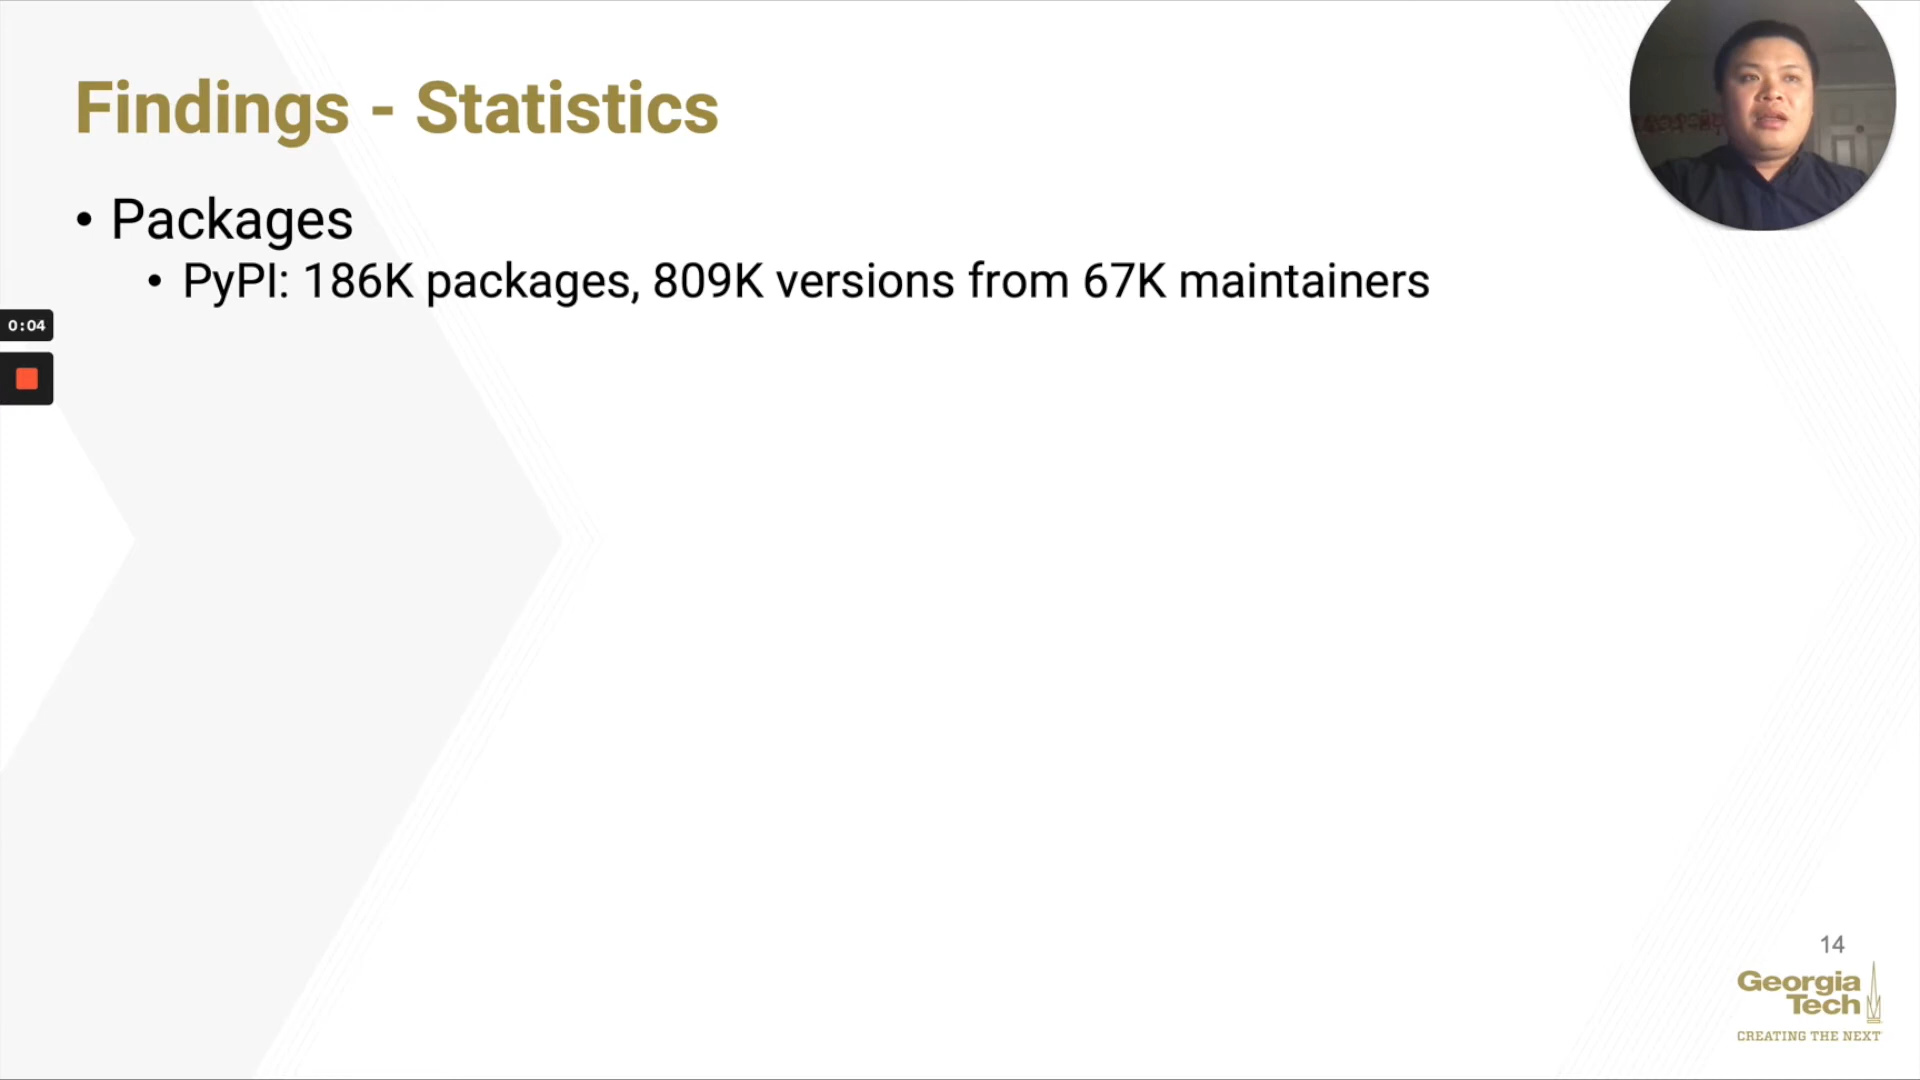 Findings - Statistics
• Packages
• PyPI: 186K packages, 809K versions from 67K maintainers
0:04
14
Georgia
Tech
CREATING THE NEXT